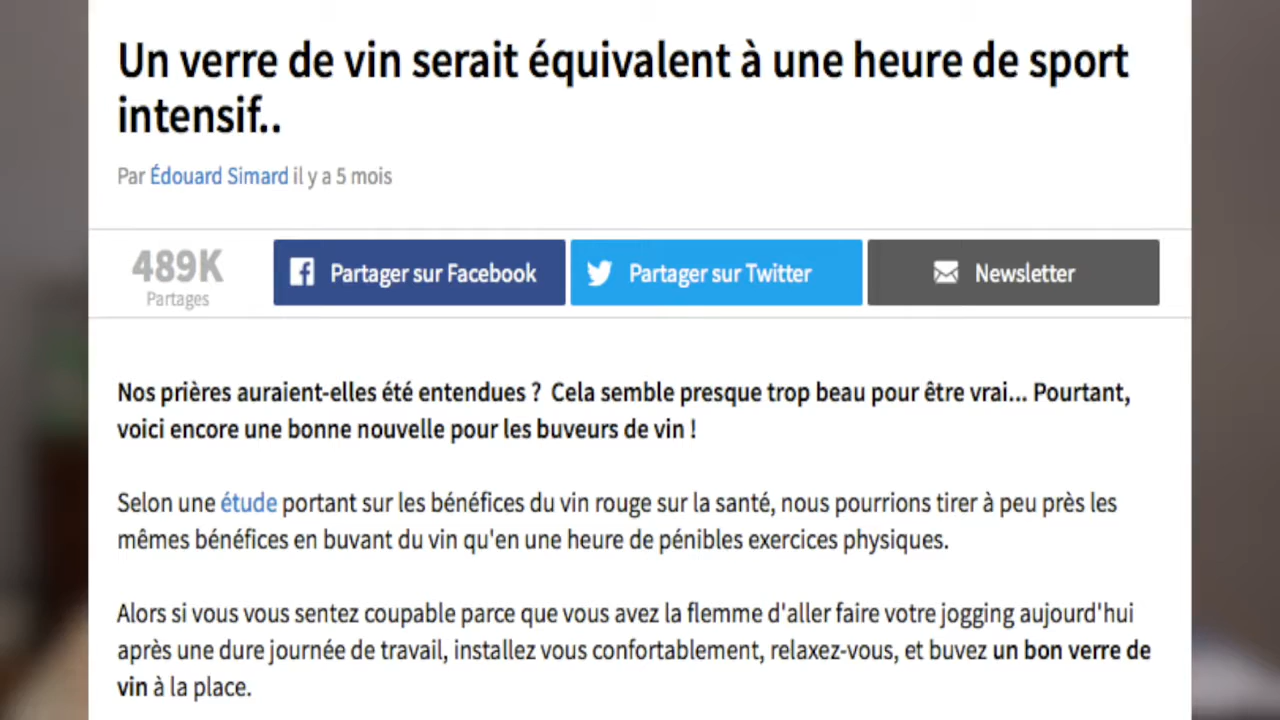 Un verre de vin serait équivalent à une heure de sport
intensif..
Par Édouard Simard il y a 5 mois
489K
Partages
Partager sur Facebook
Partager sur Twitter
Newsletter
Nos prières auraient-elles été entendues ? Cela semble presque trop beau pour être vrai... Pourtant,
voici encore une bonne nouvelle pour les buveurs de vin !
Selon une étude portant sur les bénéfices du vin rouge sur la santé, nous pourrions tirer à peu près les
mêmes bénéfices en buvant du vin qu'en une heure de pénibles exercices physiques.
Alors si vous vous sentez coupable parce que vous avez la flemme d'aller faire votre jogging aujourd'hui
après une dure journée de travail, installez vous confortablement, relaxez-vous, et buvez un bon verre de
vin à la place.